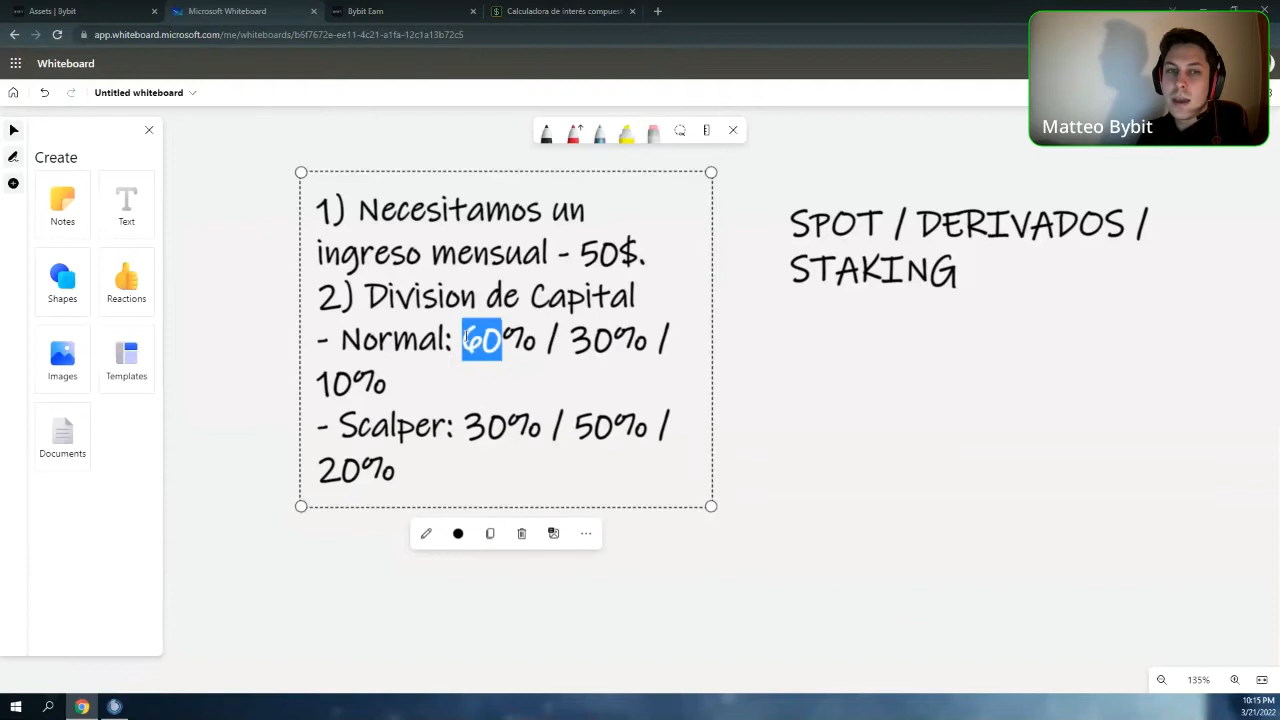 Assets | Bybit
Microsoft Whiteboard
Bybit Earn
Calculadora de interés compues
app.whiteboard.microsoft.com/me/whiteboards/b6f7672e-ee11-4c21-a1fa-12c1a13b72c5
Whiteboard
Untitled whiteboard
Matteo Bybit
Create
Notes
Text
Shapes
Reactions
Images
Templates
Documents
1) Necesitamos un
ingreso mensual - 50$.
2) Division de Capital
- Normal: 60% / 30% /
10%
- Scalper: 30% / 50% /
20%
SPOT / DERIVADOS /
STAKING
135%
10:15 PM
3/21/2022